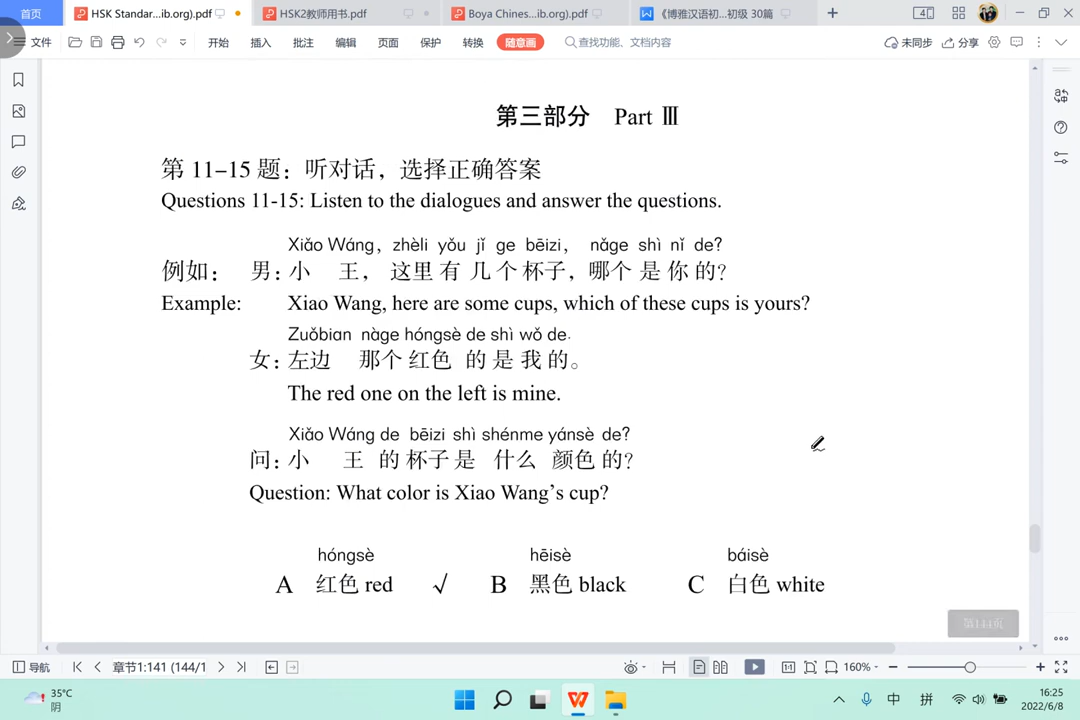 首页
HSK Standar...ib.org).pdf
HSK2教师用书.pdf
Boya Chines...ib.org).pdf
《博雅汉语初...初级 30篇
文件
开始
插入
批注
编辑
页面
保护
转换
随意画
查找功能、文档内容
未同步
分享
第三部分 Part Ⅲ
第 11-15 题：听对话，选择正确答案
Questions 11-15: Listen to the dialogues and answer the questions.
Xiǎo Wáng, zhèli yǒu jǐ ge bēizi, nǎge shì nǐ de?
例如： 男：小 王， 这里有几个杯子，哪个是你的？
Example: Xiao Wang, here are some cups, which of these cups is yours?
Zuǒbian nàge hóngsè de shì wǒ de.
女：左边 那个红色 的是我的。
The red one on the left is mine.
Xiǎo Wáng de bēizi shì shénme yánsè de?
问：小 王 的杯子是 什么 颜色的？
Question: What color is Xiao Wang's cup?
hóngsè hēisè báisè
A 红色 red √ B 黑色 black C 白色 white
第144页
导航
章节1:141 (144/1
160%
35°C
阴
中
拼
16:25
2022/6/8